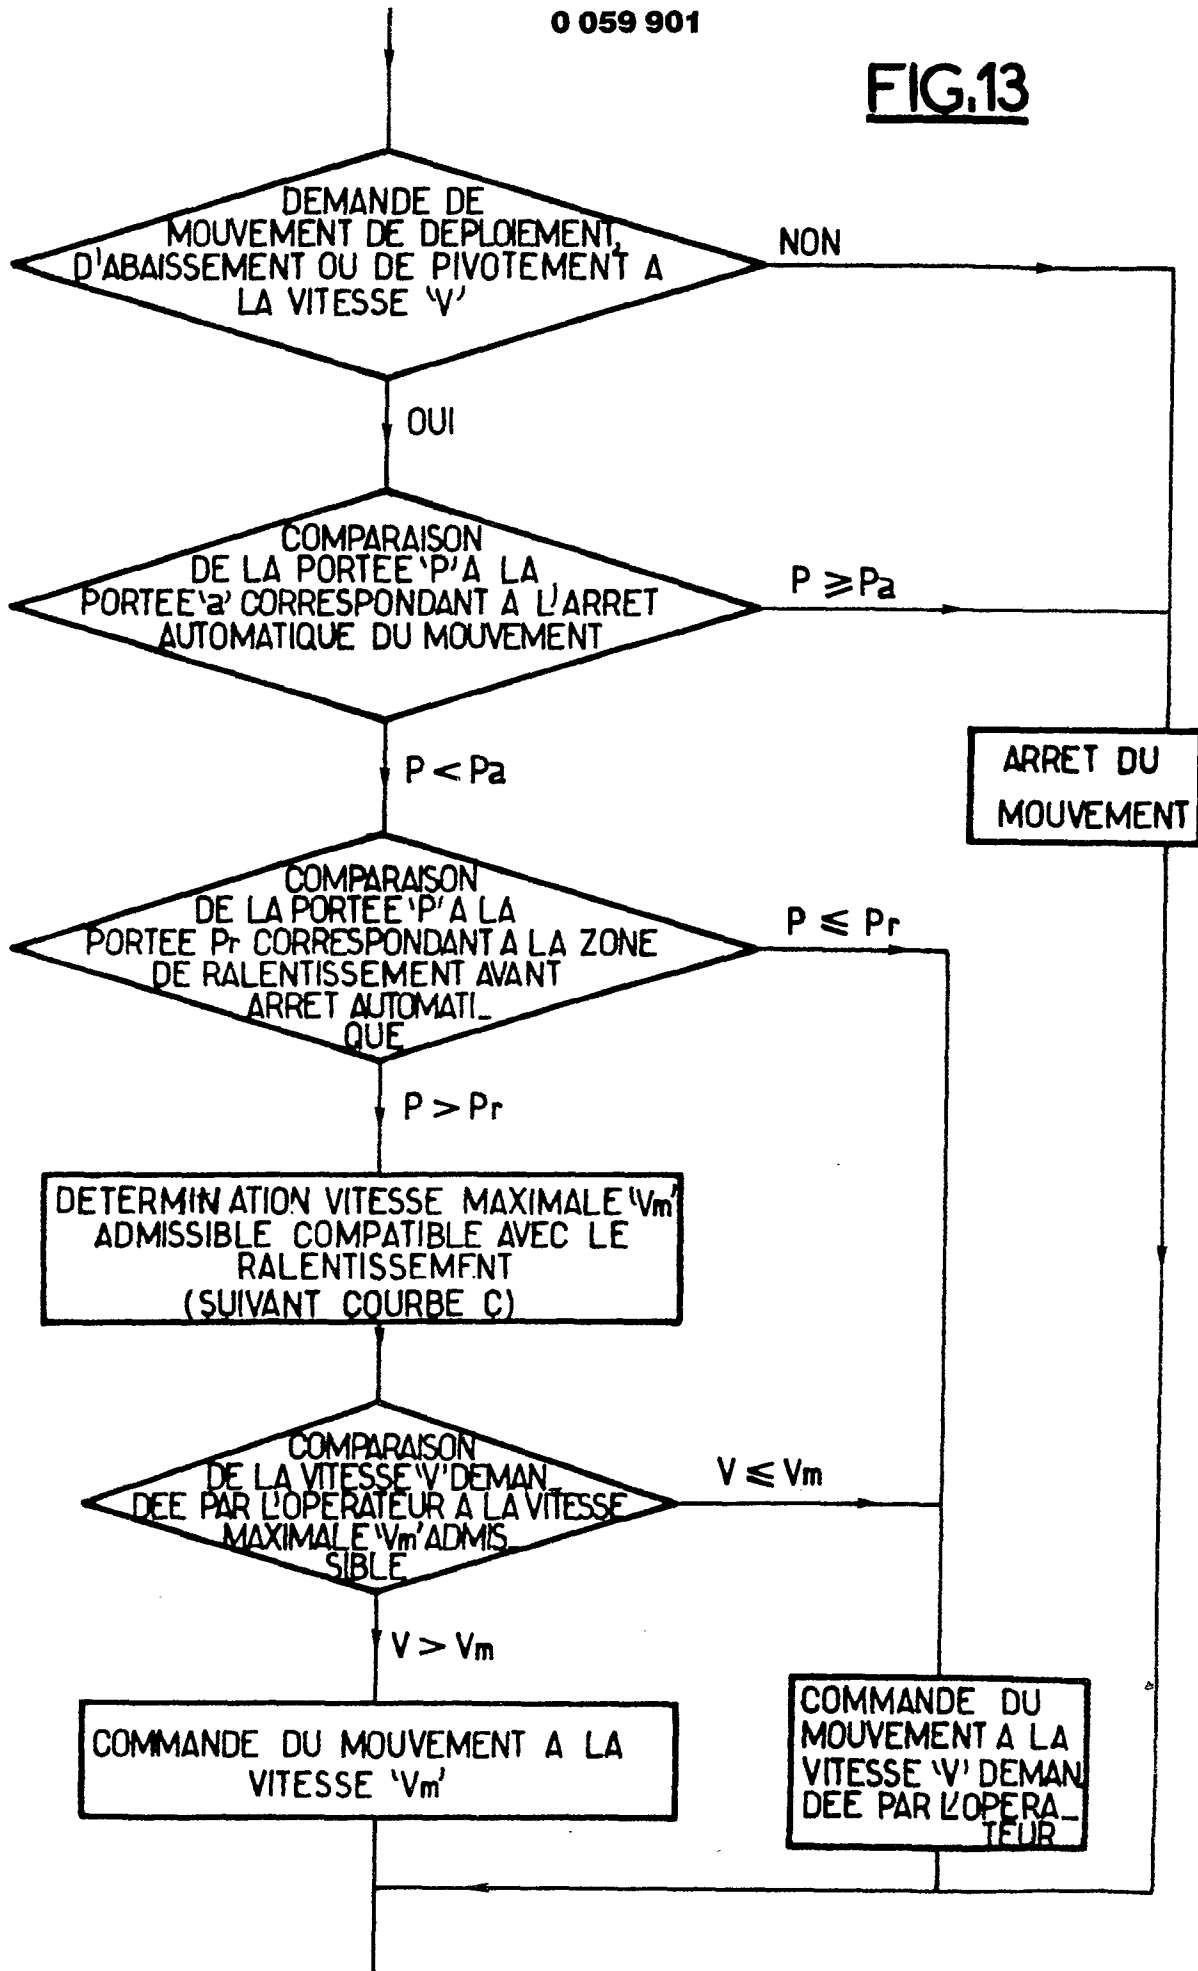 0 059 901
FIG.13
DEMANDE DE
MOUVEMENT DE DEPLOIEMENT,
D'ABAISSEMENT OU DE PIVOTEMENT A
LA VITESSE 'V'
NON
OUI
COMPARAISON
DE LA PORTEE 'P' A LA
PORTEE 'a' CORRESPONDANT A L'ARRET
AUTOMATIQUE DU MOUVEMENT
P ⩾ Pa
P < Pa
ARRET DU
MOUVEMENT
COMPARAISON
DE LA PORTEE 'P' A LA
PORTEE Pr CORRESPONDANT A LA ZONE
DE RALENTISSEMENT AVANT
ARRET AUTOMATI_
QUE
P ⩽ Pr
P > Pr
DETERMINATION VITESSE MAXIMALE 'Vm'
ADMISSIBLE COMPATIBLE AVEC LE
RALENTISSEMENT
(SUIVANT COURBE C)
COMPARAISON
DE LA VITESSE 'V' DEMAN_
DEE PAR L'OPERATEUR A LA VITESSE
MAXIMALE 'Vm' ADMIS_
SIBLE
V ⩽ Vm
V > Vm
COMMANDE DU MOUVEMENT A LA
VITESSE 'Vm'
COMMANDE DU
MOUVEMENT A LA
VITESSE 'V' DEMAN_
DEE PAR L'OPERA_
TEUR